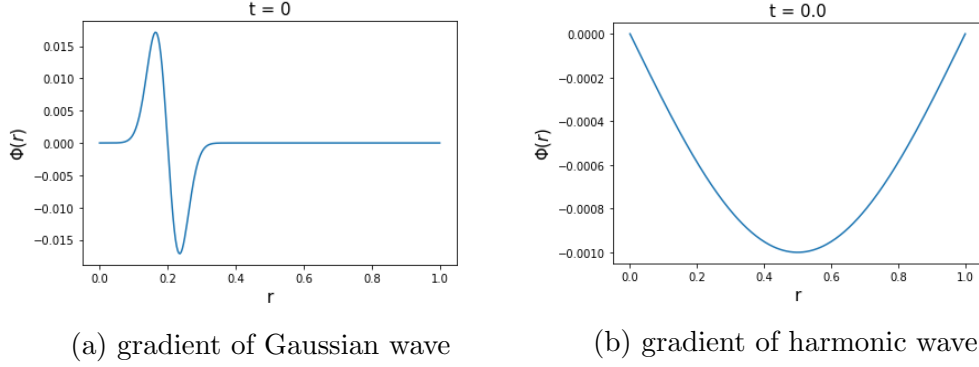 t = 0
0.015
0.010
0.005
0.000
−0.005
−0.010
−0.015
Φ(r)
0.0 0.2 0.4 0.6 0.8 1.0
r
(a) gradient of Gaussian wave
t = 0.0
0.0000
−0.0002
−0.0004
−0.0006
−0.0008
−0.0010
Φ(r)
0.0 0.2 0.4 0.6 0.8 1.0
r
(b) gradient of harmonic wave